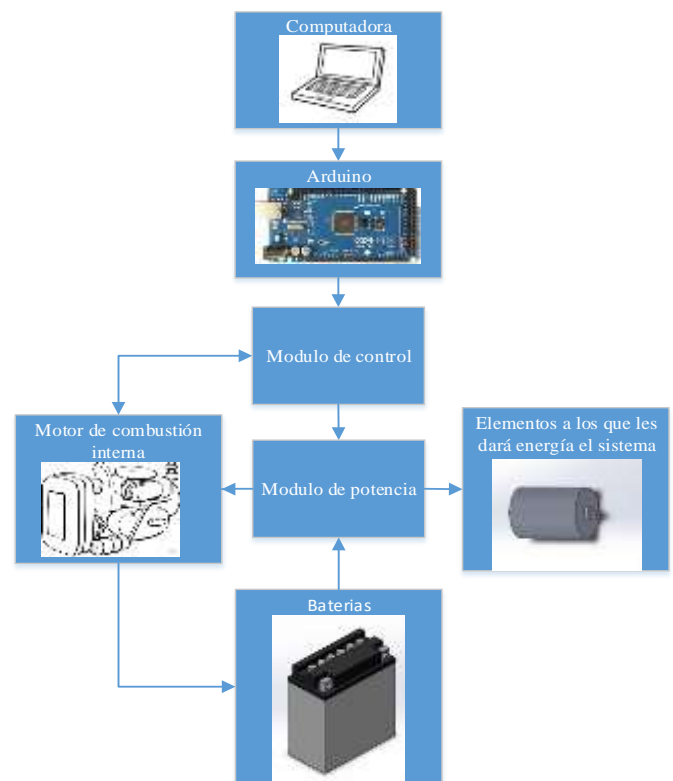 Computadora
Arduino
Modulo de control
Motor de combustión
interna
Elementos a los que les
dará energía el sistema
Modulo de potencia
Baterias